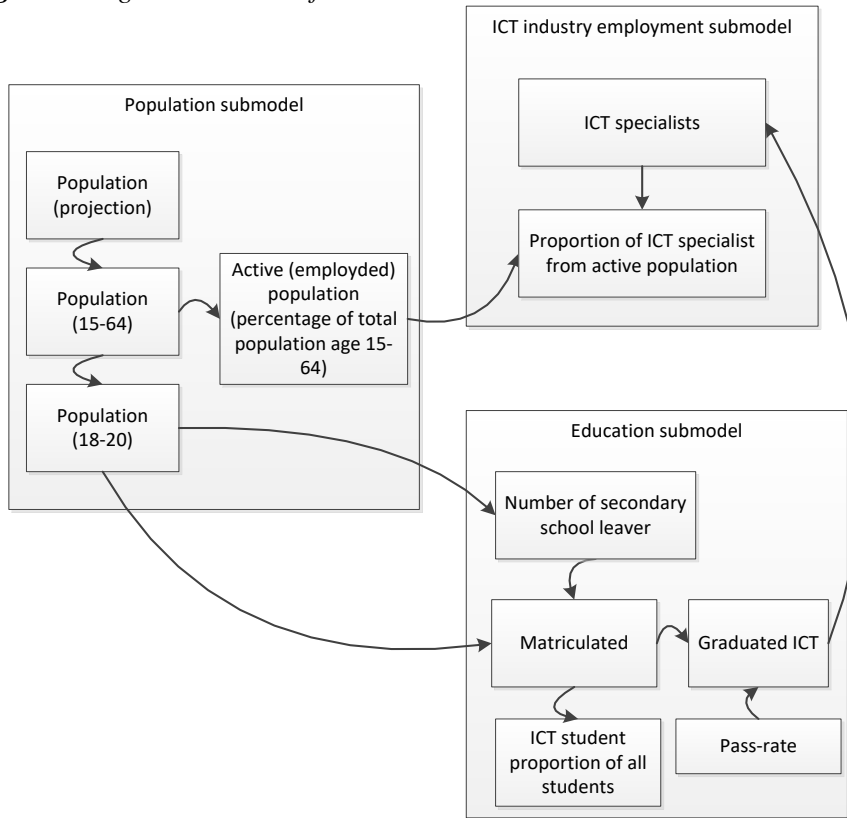 ICT industry employment submodel
ICT specialists
Proportion of ICT specialist
from active population
Population submodel
Population
(projection)
Population
(15-64)
Active (employded)
population
(percentage of total
population age 15-
64)
Population
(18-20)
Education submodel
Number of secondary
school leaver
Matriculated
Graduated ICT
ICT student
proportion of all
students
Pass-rate